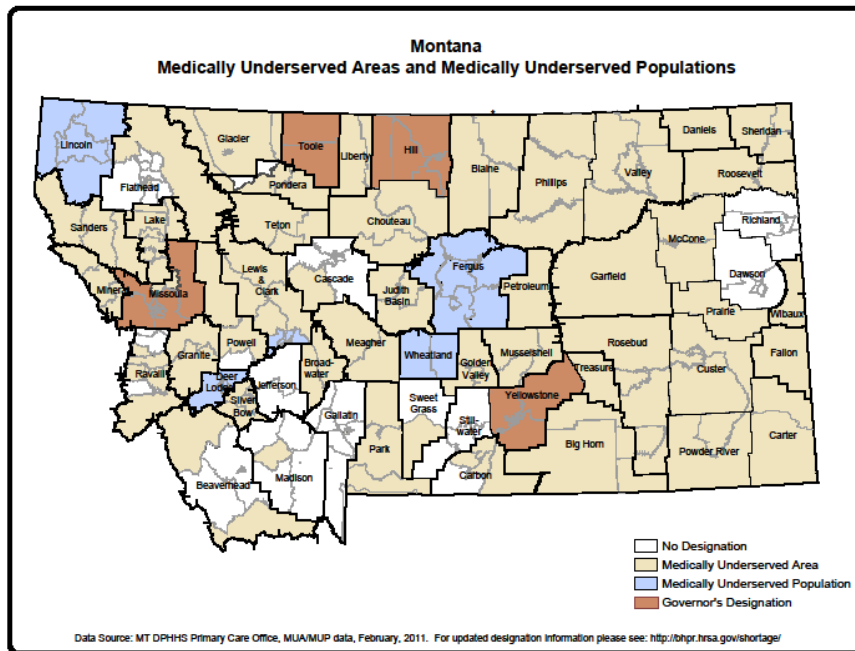 Montana
Medically Underserved Areas and Medically Underserved Populations
Lincoln
Flathead
Glacier
Toole
Liberty
Hill
Blaine
Phillips
Valley
Daniels
Sheridan
Roosevelt
Pondera
Teton
Chouteau
Sanders
Lake
Richland
McCone
Dawson
Garfield
Mineral
Missoula
Lewis
&
Clark
Cascade
Judith
Basin
Fergus
Petroleum
Prairie
Wibaux
Powell
Granite
Ravalli
Meagher
Broad-
water
Wheatland
Golden
Valley
Musselshell
Rosebud
Treasure
Custer
Fallon
Deer
Lodge
Silver
Bow
Jefferson
Gallatin
Sweet
Grass
Still-
water
Yellowstone
Park
Carbon
Big Horn
Powder River
Carter
Beaverhead
Madison
No Designation
Medically Underserved Area
Medically Underserved Population
Governor's Designation
Data Source: MT DPHHS Primary Care Office, MUA/MUP data, February, 2011. For updated designation information please see: http://bhpr.hrsa.gov/shortage/